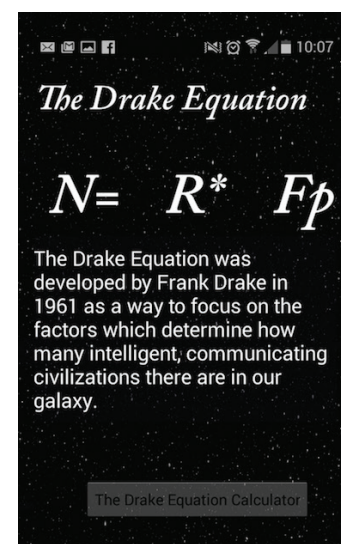 10:07
The Drake Equation
N= R* Fp
The Drake Equation was
developed by Frank Drake in
1961 as a way to focus on the
factors which determine how
many intelligent, communicating
civilizations there are in our
galaxy.
The Drake Equation Calculator